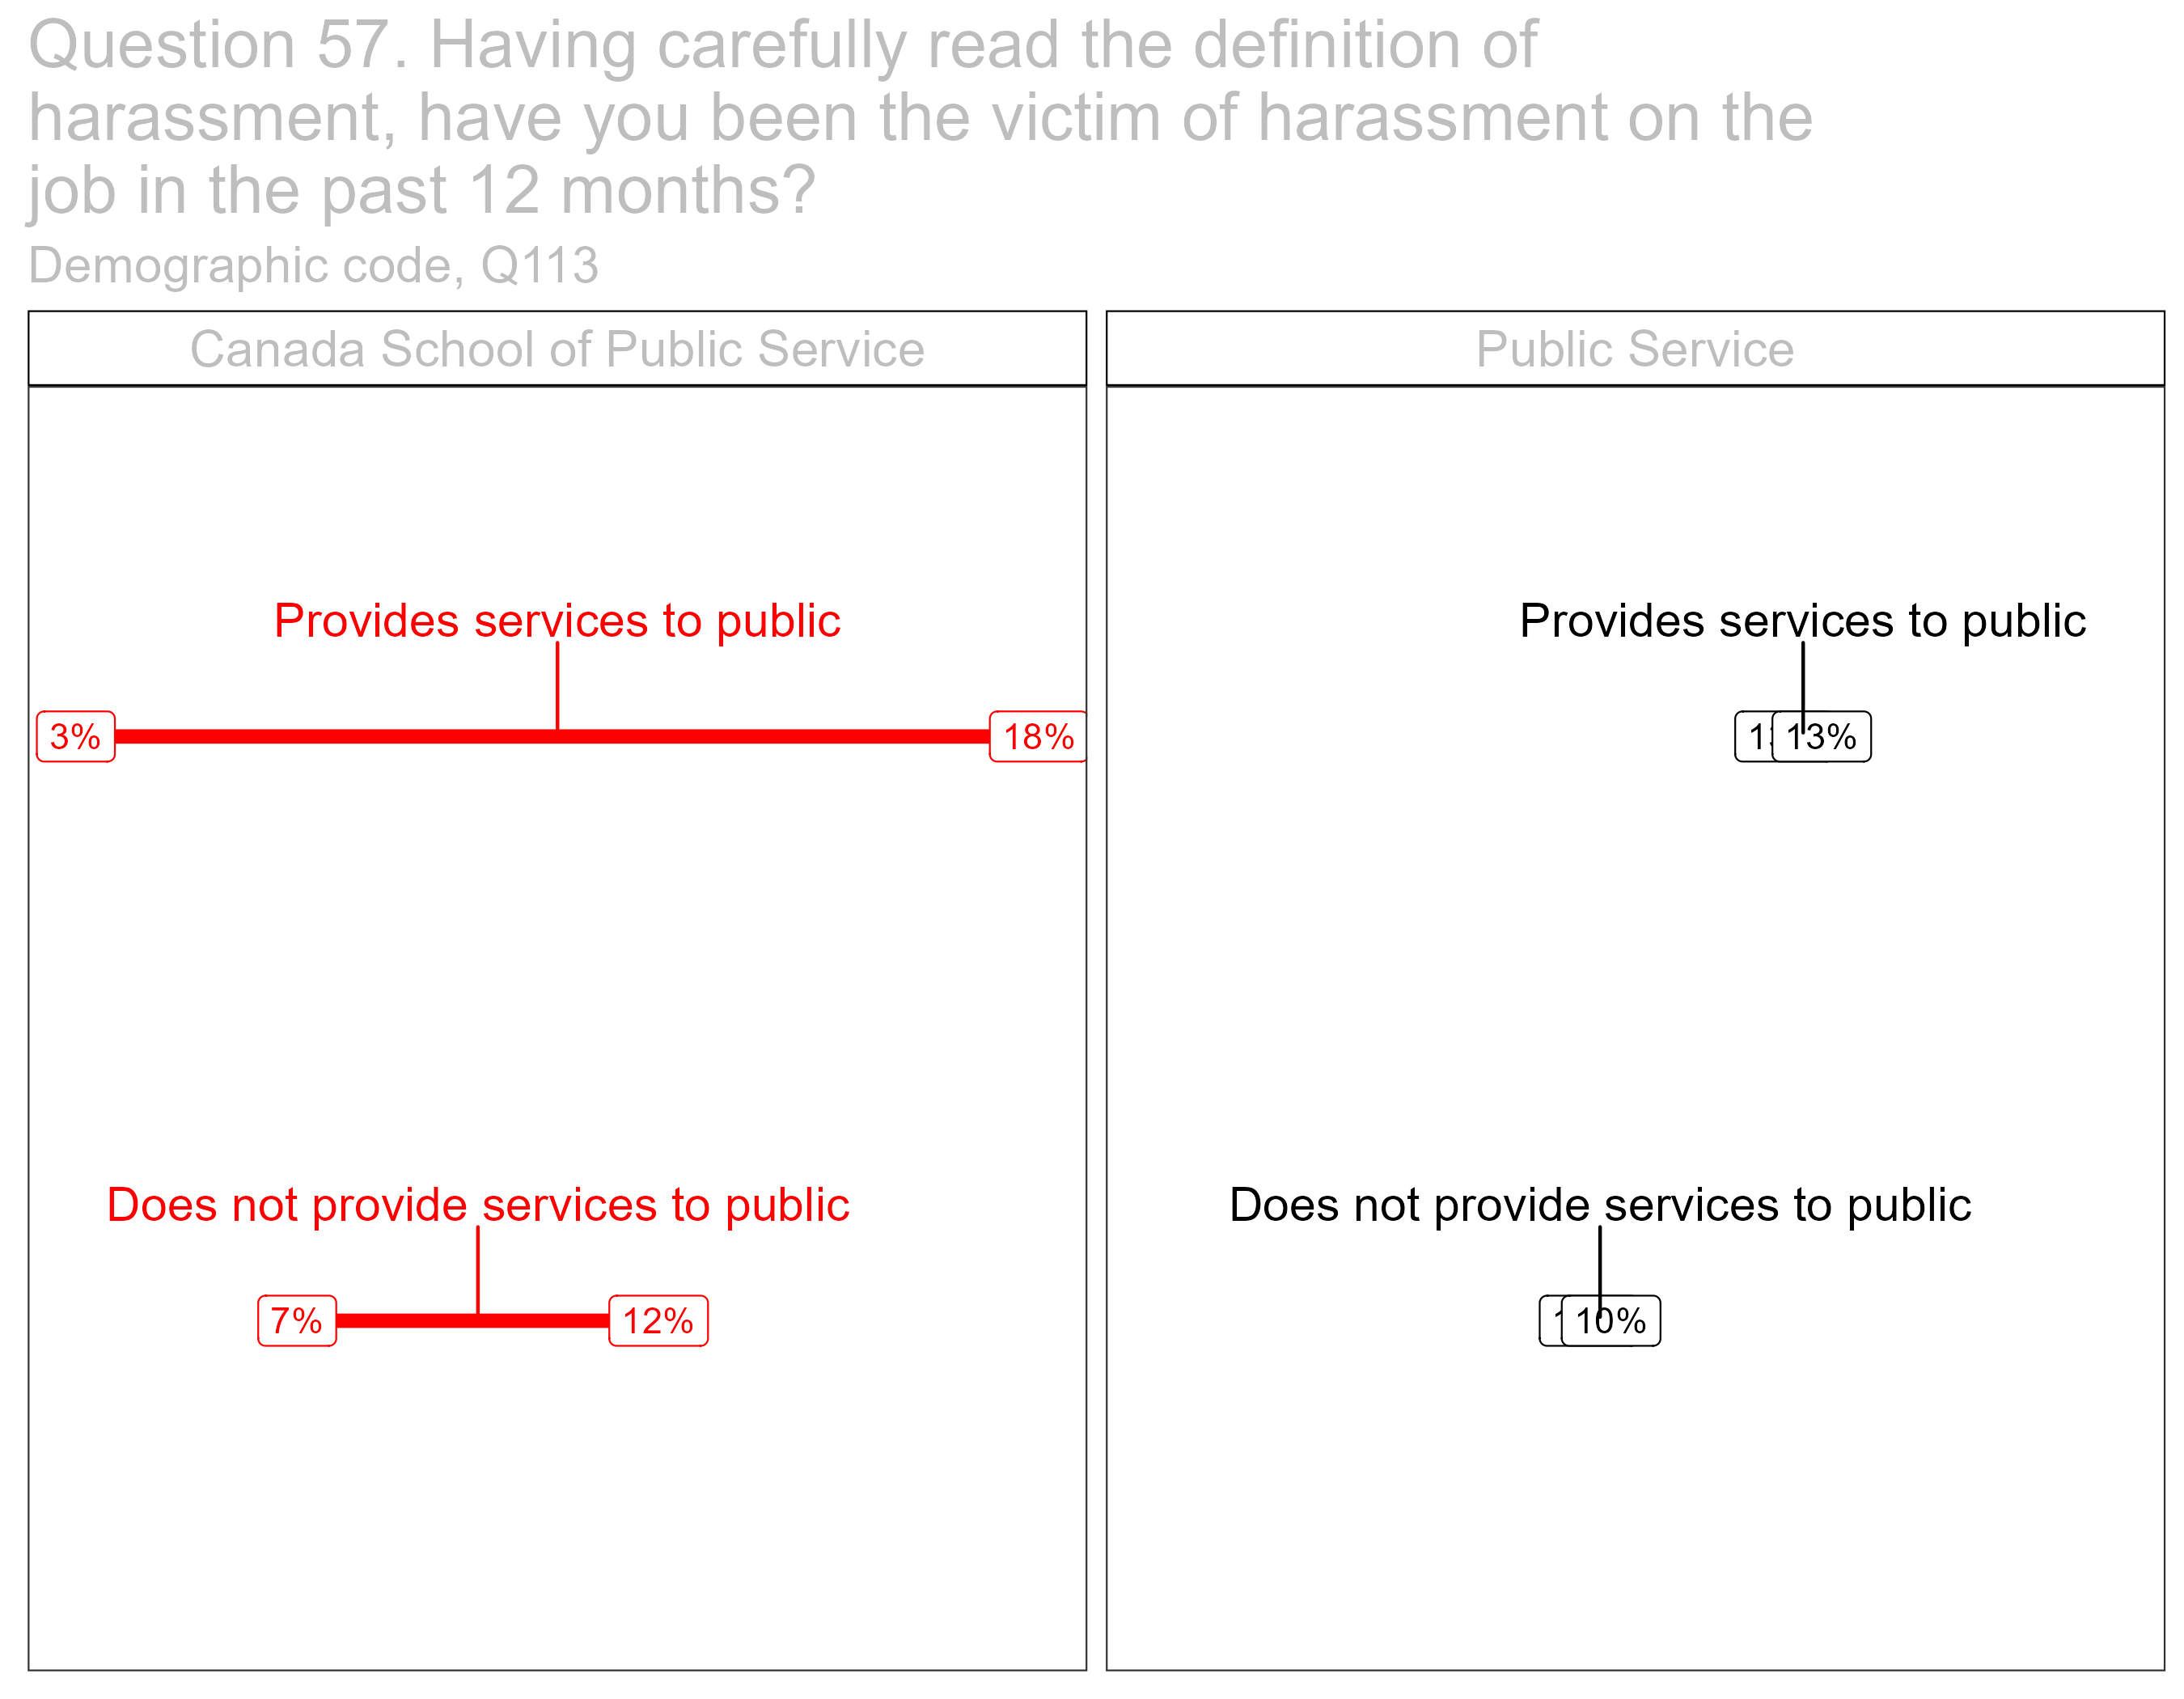 Question 57. Having carefully read the definition of
harassment, have you been the victim of harassment on the
job in the past 12 months?
Demographic code, Q113
Canada School of Public Service
Public Service
Provides services to public
Provides services to public
3%
18%
13%
Does not provide services to public
Does not provide services to public
7%
12%
10%